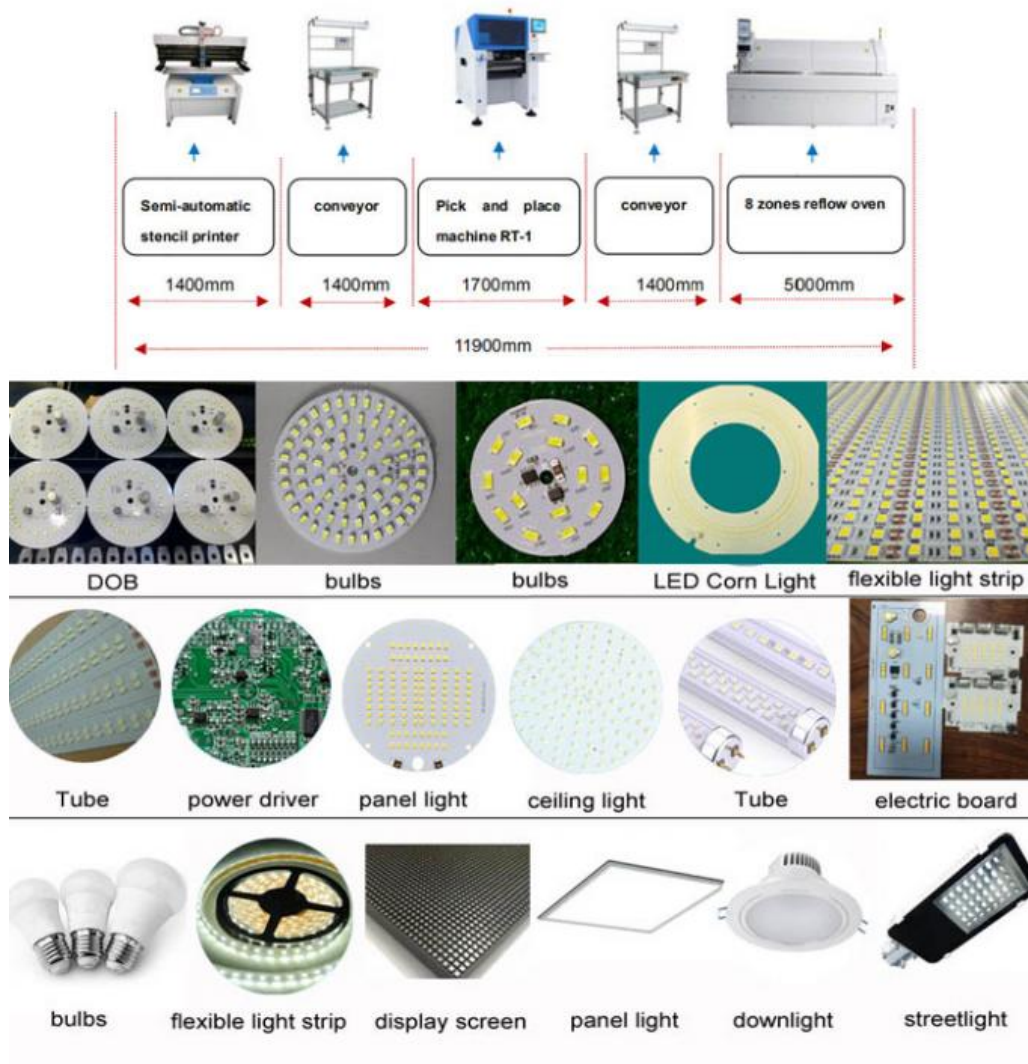 Semi-automatic
stencil printer
conveyor
Pick and place
machine RT-1
conveyor
8 zones reflow oven
1400mm
1400mm
1700mm
1400mm
5000mm
11900mm
DOB
bulbs
bulbs
LED Corn Light
flexible light strip
Tube
power driver
panel light
ceiling light
Tube
electric board
bulbs
flexible light strip
display screen
panel light
downlight
streetlight